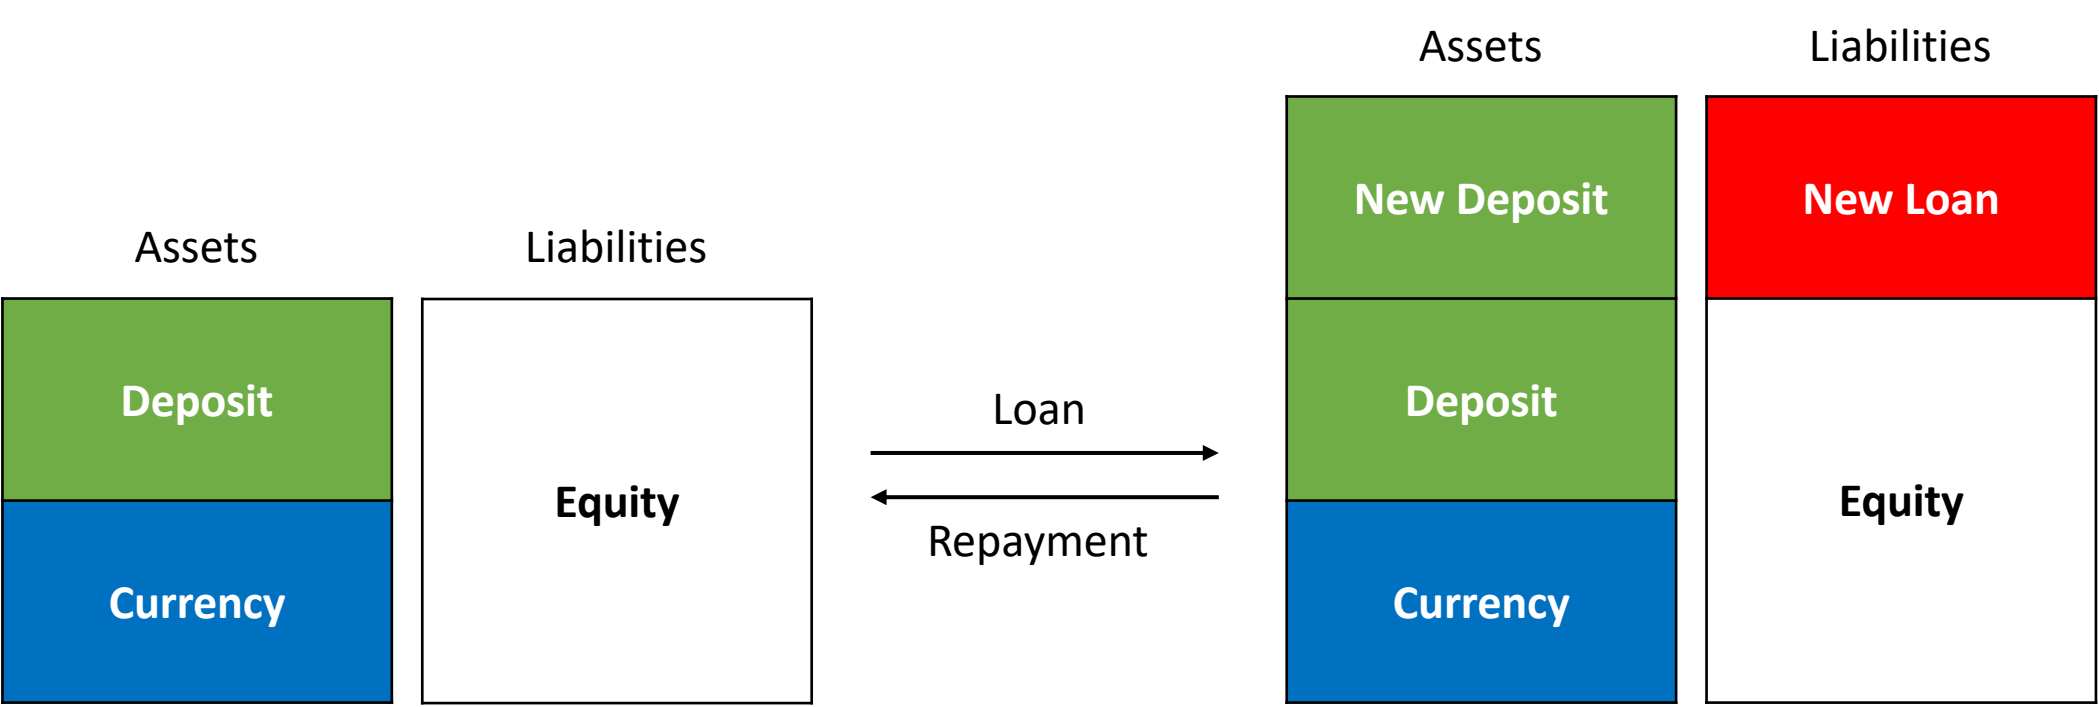 Assets
Liabilities
Deposit
Currency
Equity
Loan
Repayment
Assets
Liabilities
New Deposit
Deposit
Currency
New Loan
Equity